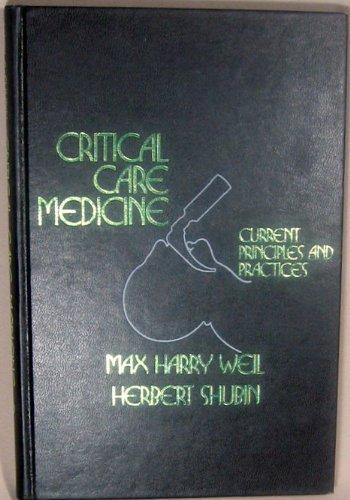 CRITICAL
CARE
MEDICINE
CURRENT
PRINCIPLES AND
PRACTICES
MAX HARRY WEIL
HERBERT SHUBIN